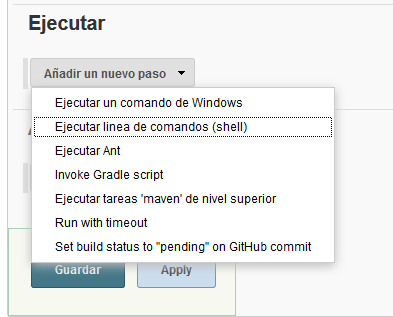 Ejecutar
Añadir un nuevo paso
Ejecutar un comando de Windows
Ejecutar linea de comandos (shell)
Ejecutar Ant
Invoke Gradle script
Ejecutar tareas 'maven' de nivel superior
Run with timeout
Set build status to "pending" on GitHub commit
Guardar
Apply